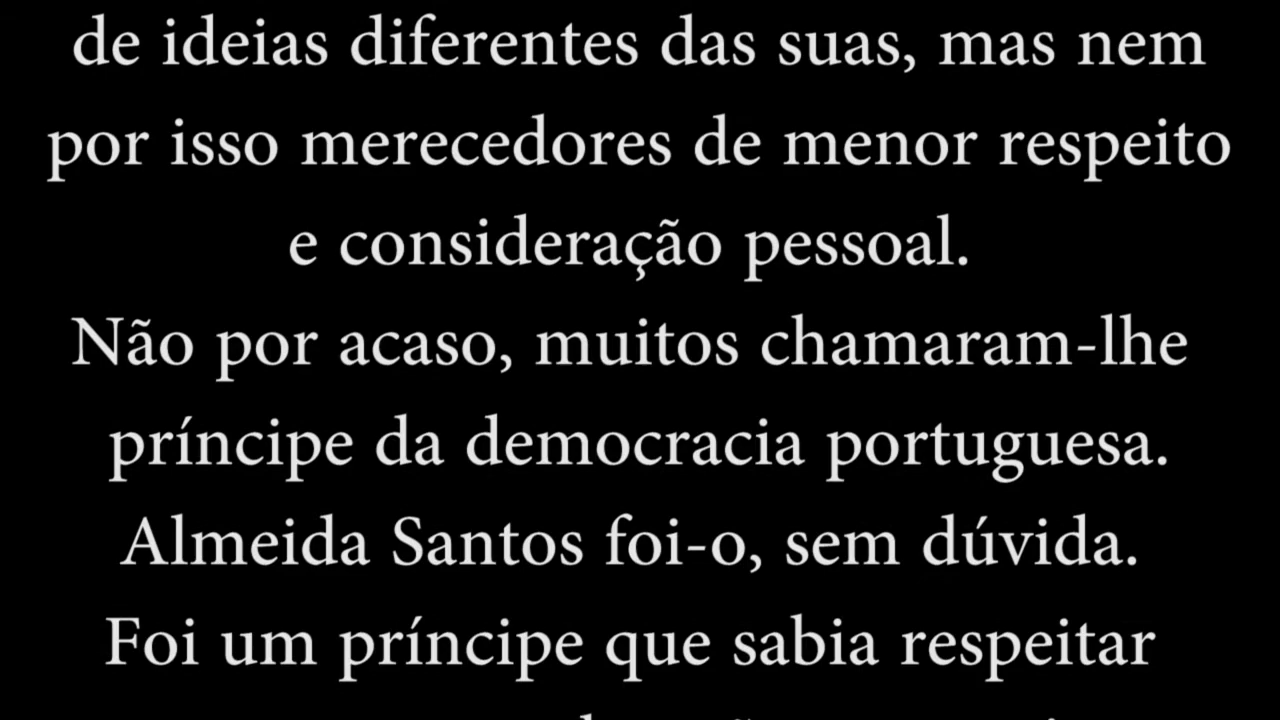 de ideias diferentes das suas, mas nem
por isso merecedores de menor respeito
e consideração pessoal.
Não por acaso, muitos chamaram-lhe
príncipe da democracia portuguesa.
Almeida Santos foi-o, sem dúvida.
Foi um príncipe que sabia respeitar